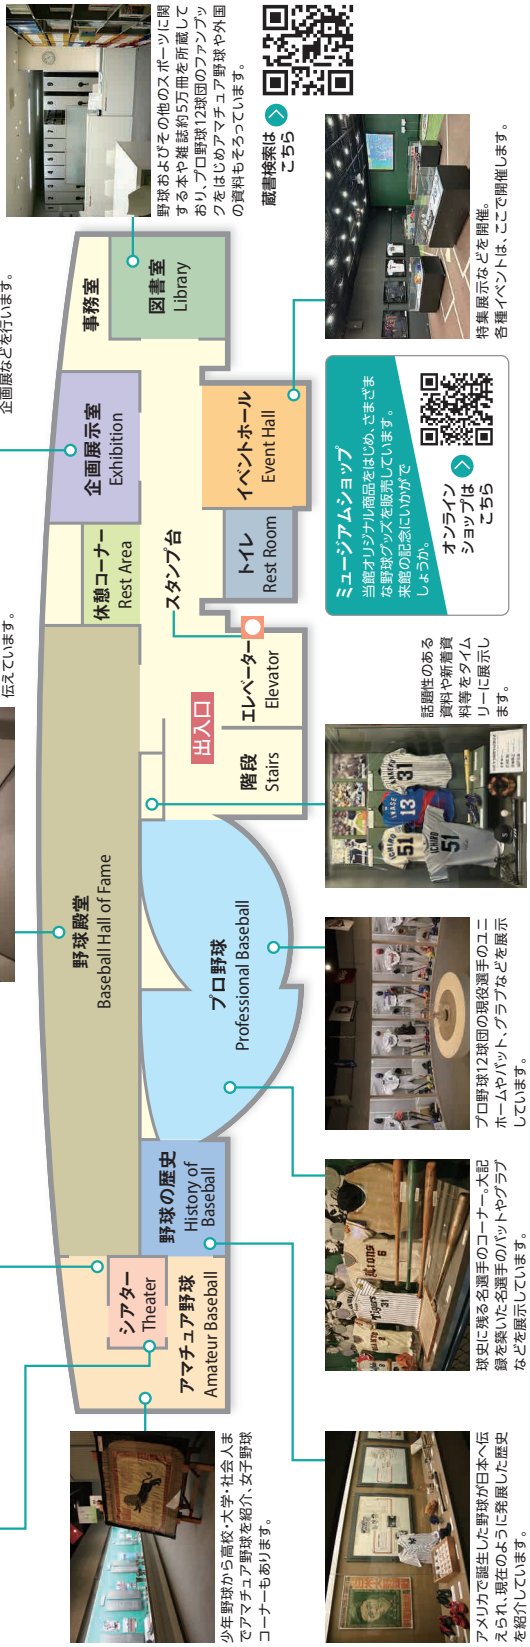 伝えています。
企画展などを行います。
野球およびその他のスポーツに関
する本や雑誌約5万冊を所蔵して
おり、プロ野球12球団のファンブッ
クをはじめアマチュア野球や外国
の資料もそろっています。
蔵書検索は
こちら
事務室
図書室
Library
企画展示室
Exhibition
休憩コーナー
Rest Area
野球殿堂
Baseball Hall of Fame
シアター
Theater
アマチュア野球
Amateur Baseball
野球の歴史
History of
Baseball
プロ野球
Professional Baseball
出入口
階段
Stairs
エレベーター
Elevator
スタンプ台
トイレ
Rest Room
イベントホール
Event Hall
少年野球から高校・大学・社会人ま
でアマチュア野球を紹介、女子野球
コーナーもあります。
アメリカで誕生した野球が日本へ伝
えられ、現在のように発展した歴史
を紹介しています。
球史に残る名選手のコーナー。大記
録を築いた名選手のバットやグラブ
などを展示しています。
プロ野球12球団の現役選手のユニ
ホームやバット、グラブなどを展示
しています。
話題性のある
資料や新着資
料等をタイム
リーに展示し
ます。
ICHIRO
51
ICHIRO
51
13
31
ミュージアムショップ
当館オリジナル商品をはじめ、さまざま
な野球グッズを販売しています。
来館の記念にいかがで
しょうか。
オンライン
ショップは
こちら
特集展示などを開催。
各種イベントは、ここで開催します。